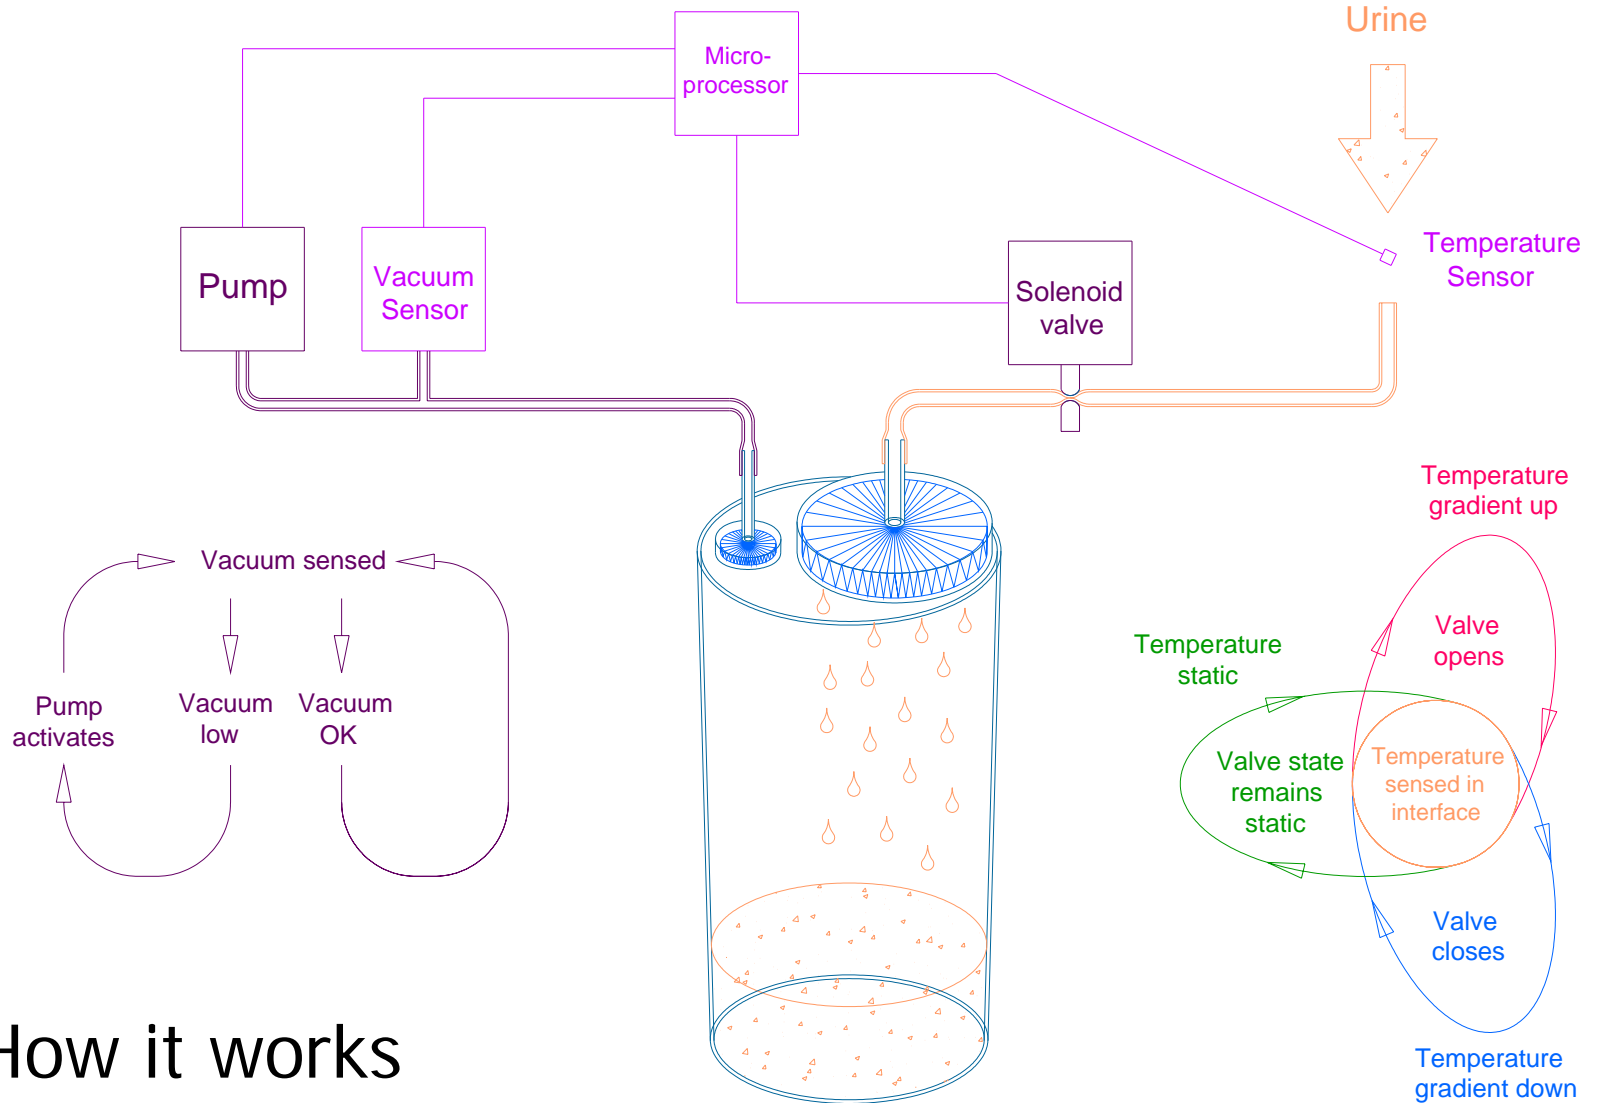 Urine
Micro-
processor
Pump
Vacuum
Sensor
Solenoid
valve
Temperature
Sensor
Vacuum sensed
Pump
activates
Vacuum
low
Vacuum
OK
Temperature
gradient up
Valve
opens
Temperature
static
Valve state
remains
static
Temperature
sensed in
interface
Valve
closes
Temperature
gradient down
How it works